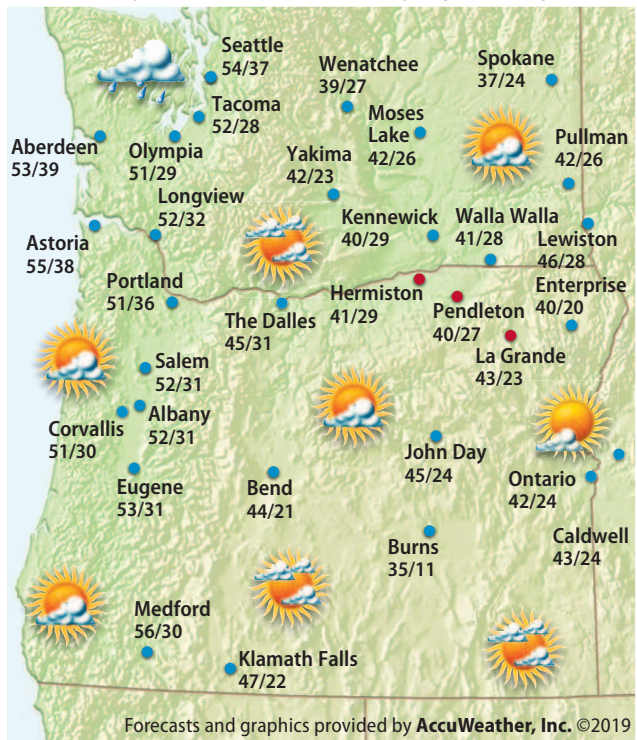 Seattle
54/37
Wenatchee
39/27
Spokane
37/24
Tacoma
52/28
Moses
Lake
42/26
Aberdeen
53/39
Olympia
51/29
Yakima
42/23
Pullman
42/26
Longview
52/32
Kennewick
40/29
Walla Walla
41/28
Lewiston
46/28
Astoria
55/38
Portland
51/36
The Dalles
45/31
Hermiston
41/29
Pendleton
40/27
Enterprise
40/20
La Grande
43/23
Salem
52/31
Albany
52/31
Corvallis
51/30
John Day
45/24
Ontario
42/24
Eugene
53/31
Bend
44/21
Burns
35/11
Caldwell
43/24
Medford
56/30
Klamath Falls
47/22
Forecasts and graphics provided by AccuWeather, Inc. ©2019